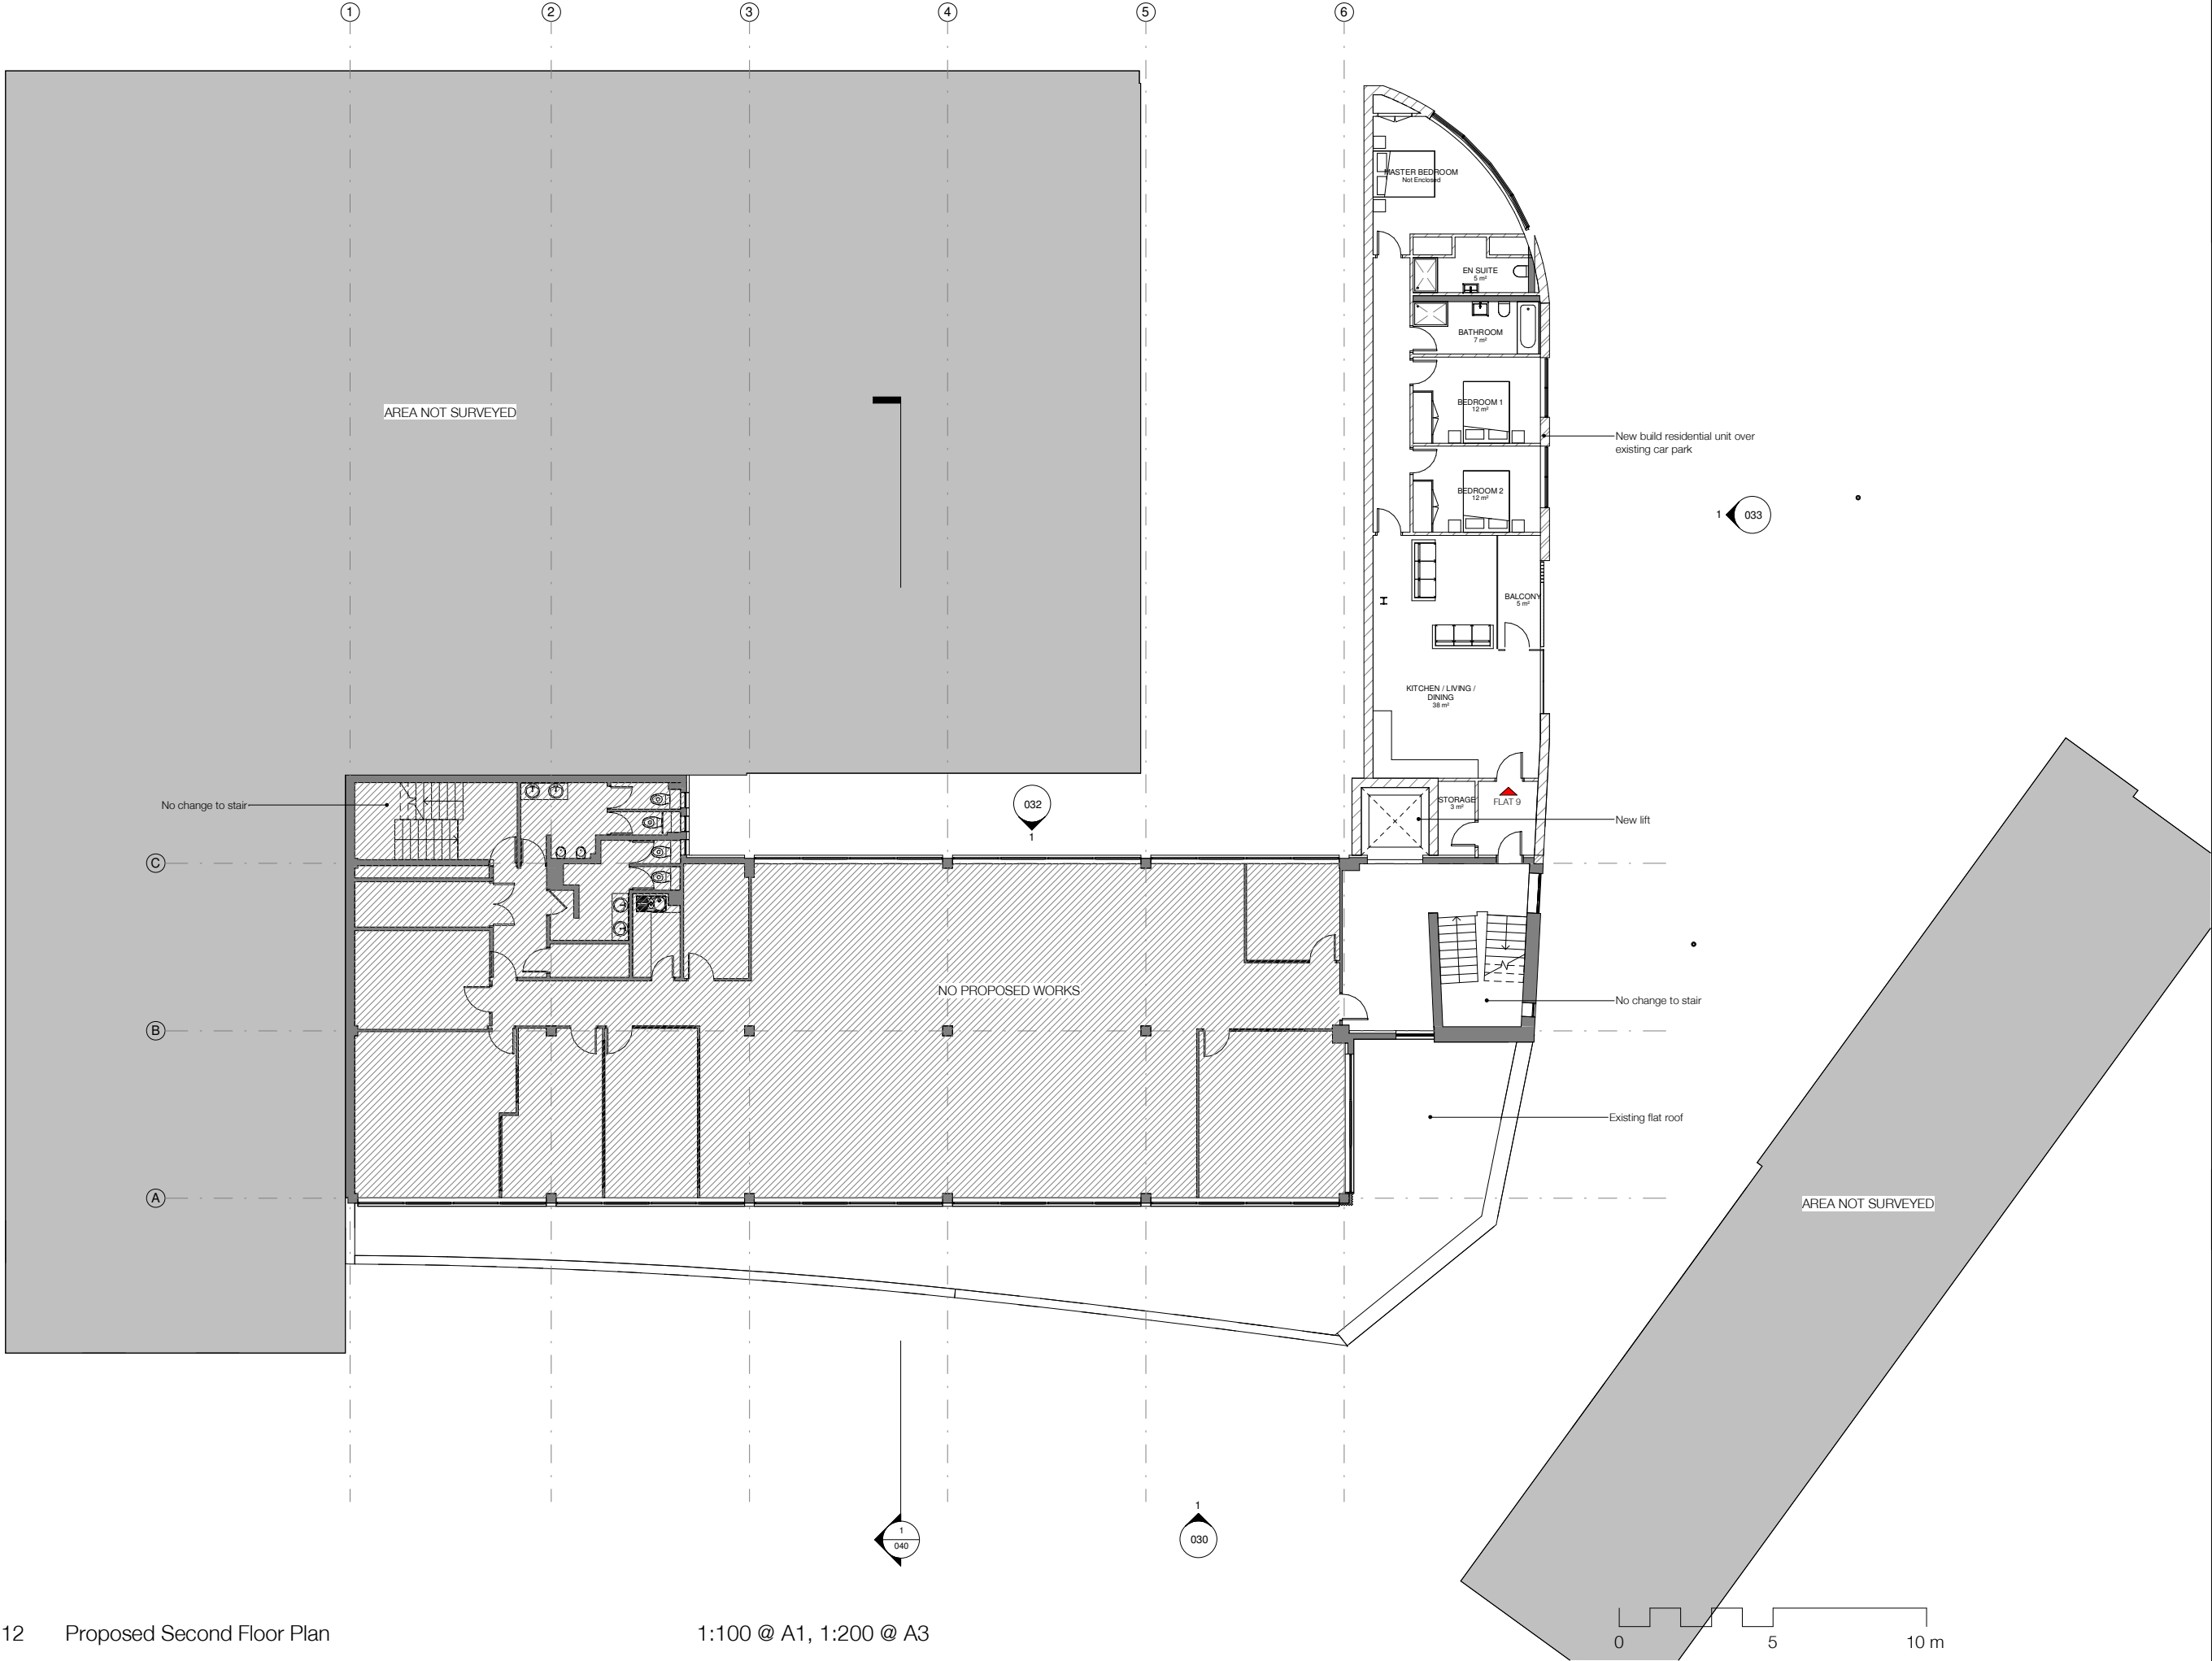 1 2 3 4 5 6
MASTER BEDROOM
Not Enclosed
EN SUITE
5 m²
BATHROOM
7 m²
BEDROOM 1
12 m²
AREA NOT SURVEYED
New build residential unit over
existing car park
BEDROOM 2
12 m²
1 033
BALCONY
5 m²
KITCHEN / LIVING /
DINING
38 m²
No change to stair
032
1
STORAGE
3 m²
FLAT 9
New lift
C
NO PROPOSED WORKS
No change to stair
B
Existing flat roof
A
AREA NOT SURVEYED
1
040
1
030
12 Proposed Second Floor Plan
1:100 @ A1, 1:200 @ A3
0 5 10 m